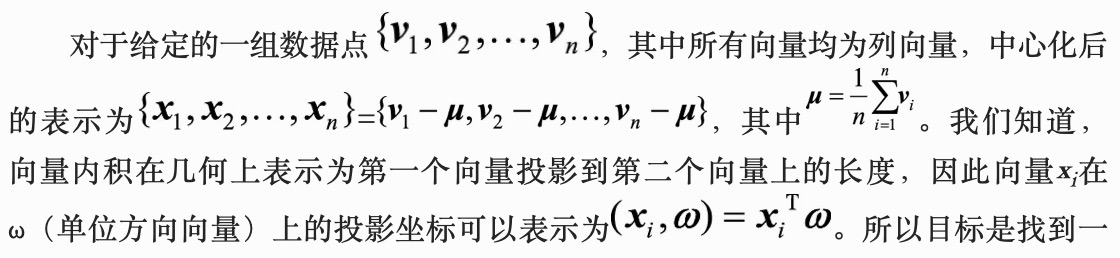 对于给定的一组数据点{v₁,v₂,…,vₙ}，其中所有向量均为列向量，中心化后
的表示为{x₁,x₂,…,xₙ}={v₁−μ,v₂−μ,…,vₙ−μ}，其中μ=1/n∑ⁿᵢ₌₁vᵢ。我们知道，
向量内积在几何上表示为第一个向量投影到第二个向量上的长度，因此向量xᵢ在
ω（单位方向向量）上的投影坐标可以表示为(xᵢ,ω)=xᵢᵀω。所以目标是找到一